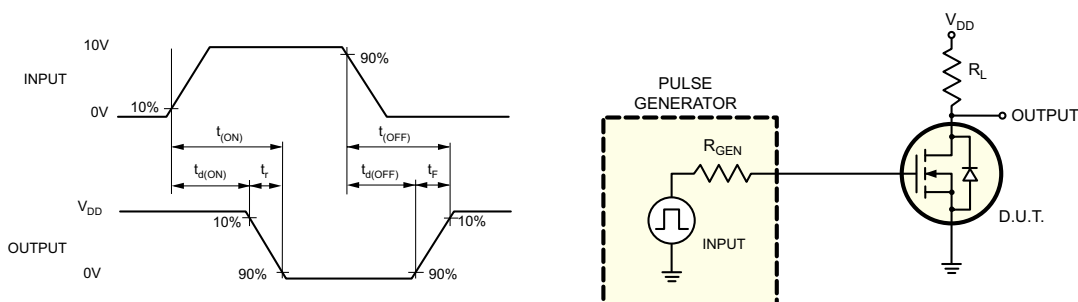 10V
INPUT
0V
10%
90%
t(ON)
t(OFF)
td(ON)
tr
td(OFF)
tF
VDD
OUTPUT
0V
10%
90%
90%
10%
PULSE
GENERATOR
RGEN
INPUT
VDD
RL
OUTPUT
D.U.T.